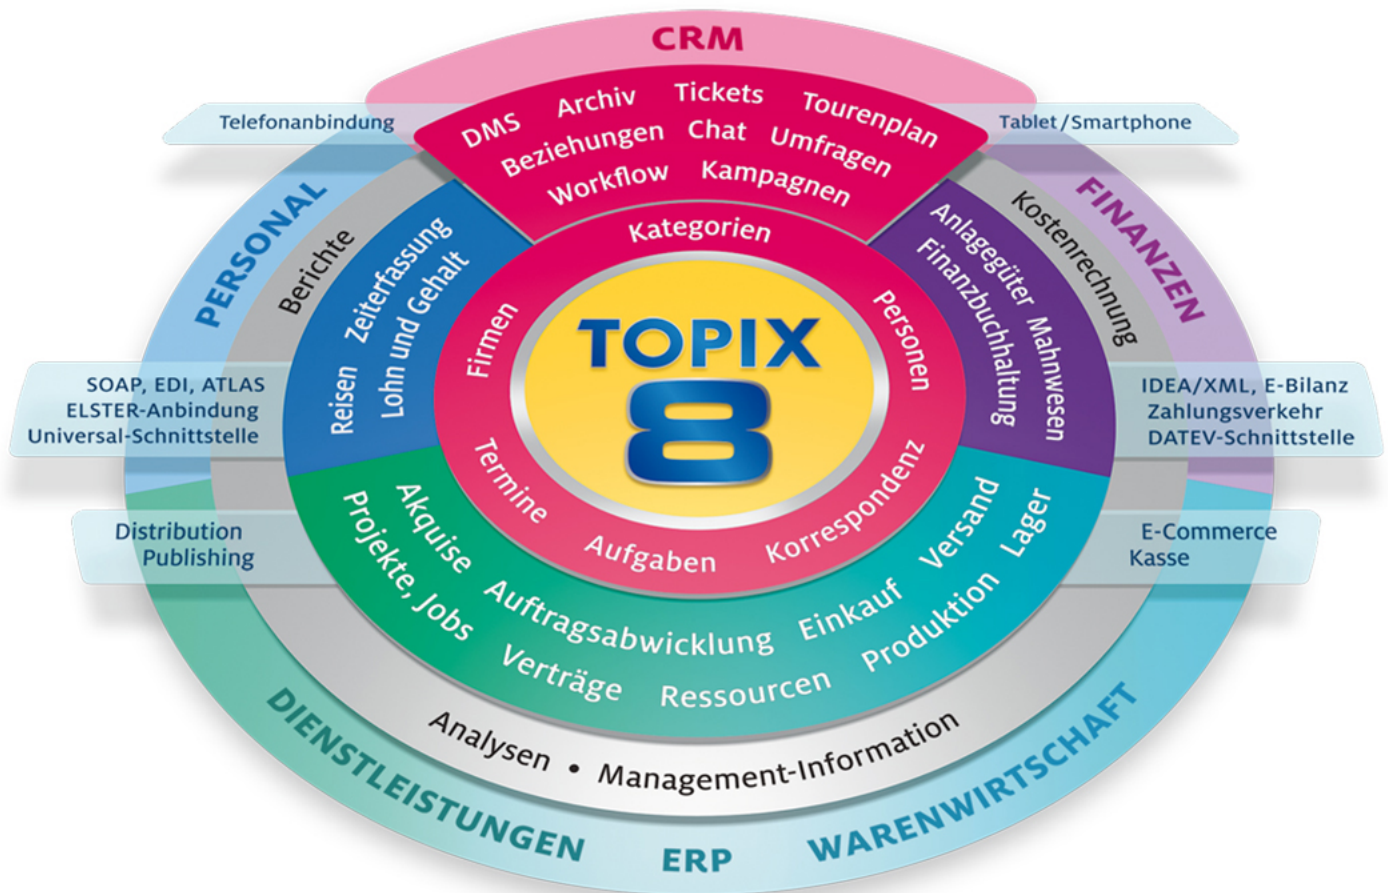 CRM
DMS Archiv Tickets Tourenplan
Beziehungen Chat Umfragen
Workflow Kampagnen
Telefonanbindung
Tablet/Smartphone
PERSONAL
Berichte
Reisen Zeiterfassung
Lohn und Gehalt
FINANZEN
Kostenrechnung
Anlagegüter Mahnwesen
Finanzbuchhaltung
Kategorien
Firmen
Personen
TOPIX
8
Termine
Aufgaben
Korrespondenz
SOAP, EDI, ATLAS
ELSTER-Anbindung
Universal-Schnittstelle
IDEA/XML, E-Bilanz
Zahlungsverkehr
DATEV-Schnittstelle
Distribution
Publishing
E-Commerce
Kasse
Akquise Auftragsabwicklung Einkauf Versand
Projekte, Jobs Verträge Ressourcen Produktion Lager
Analysen • Management-Information
DIENSTLEISTUNGEN ERP WARENWIRTSCHAFT